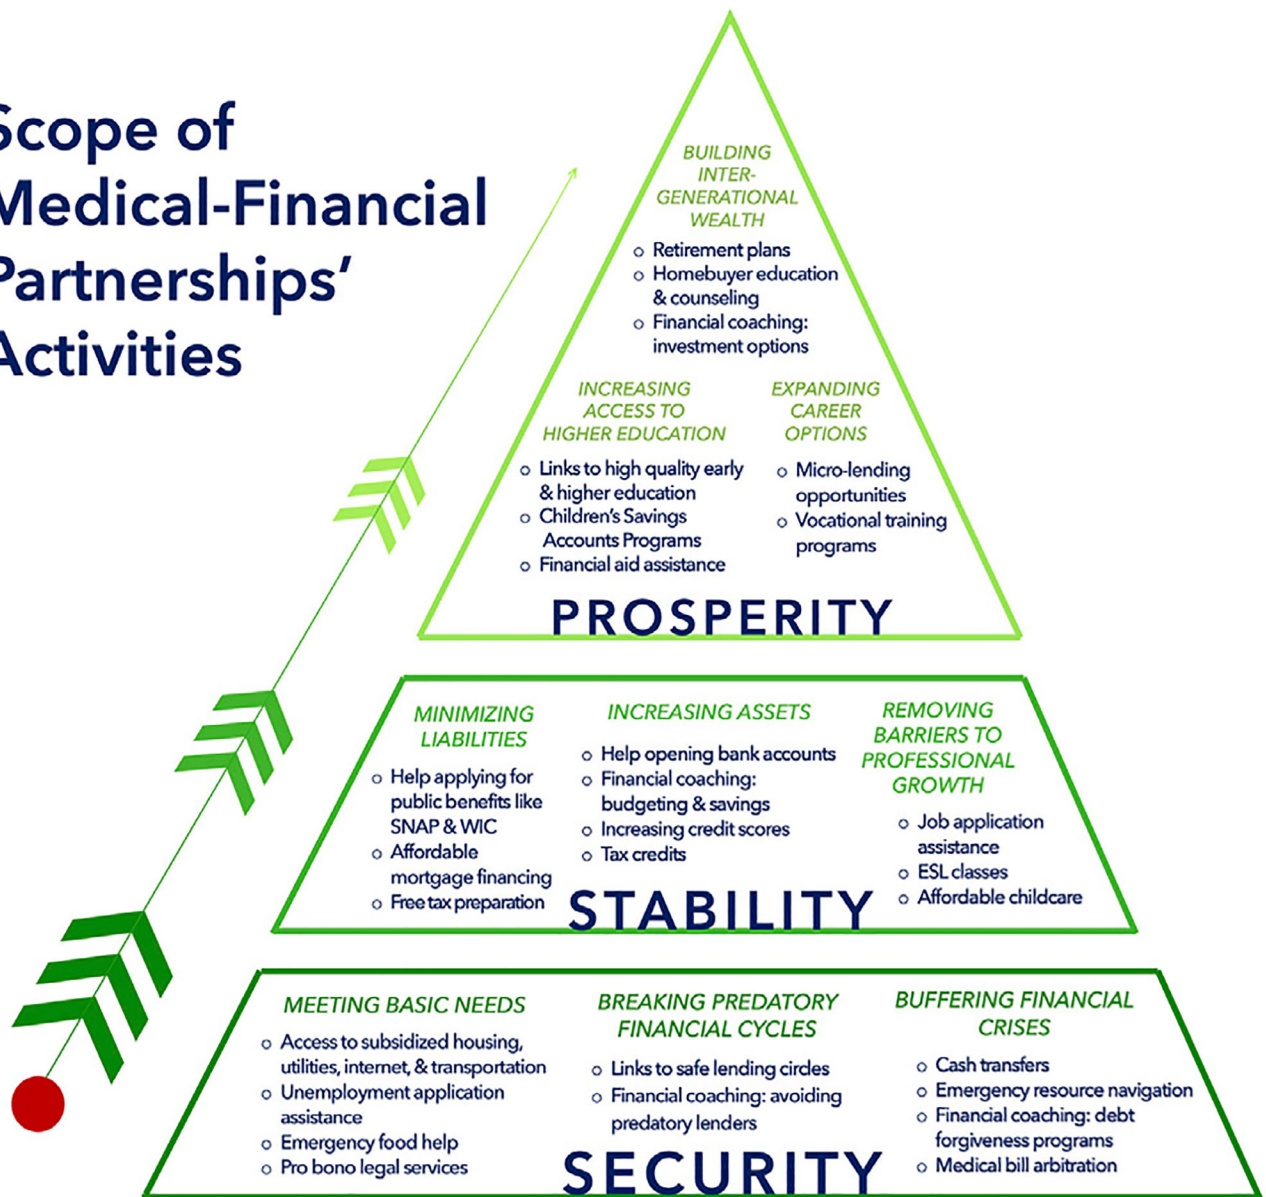 Scope of
Medical-Financial
Partnerships'
Activities
BUILDING
INTER-
GENERATIONAL
WEALTH
o Retirement plans
o Homebuyer education
& counseling
o Financial coaching:
investment options
INCREASING
ACCESS TO
HIGHER EDUCATION
o Links to high quality early
& higher education
o Children's Savings
Accounts Programs
o Financial aid assistance
EXPANDING
CAREER
OPTIONS
o Micro-lending
opportunities
o Vocational training
programs
PROSPERITY
MINIMIZING
LIABILITIES
o Help applying for
public benefits like
SNAP & WIC
o Affordable
mortgage financing
o Free tax preparation
INCREASING ASSETS
o Help opening bank accounts
o Financial coaching:
budgeting & savings
o Increasing credit scores
o Tax credits
REMOVING
BARRIERS TO
PROFESSIONAL
GROWTH
o Job application
assistance
o ESL classes
o Affordable childcare
STABILITY
MEETING BASIC NEEDS
o Access to subsidized housing,
utilities, internet, & transportation
o Unemployment application
assistance
o Emergency food help
o Pro bono legal services
BREAKING PREDATORY
FINANCIAL CYCLES
o Links to safe lending circles
o Financial coaching: avoiding
predatory lenders
BUFFERING FINANCIAL
CRISES
o Cash transfers
o Emergency resource navigation
o Financial coaching: debt
forgiveness programs
o Medical bill arbitration
SECURITY